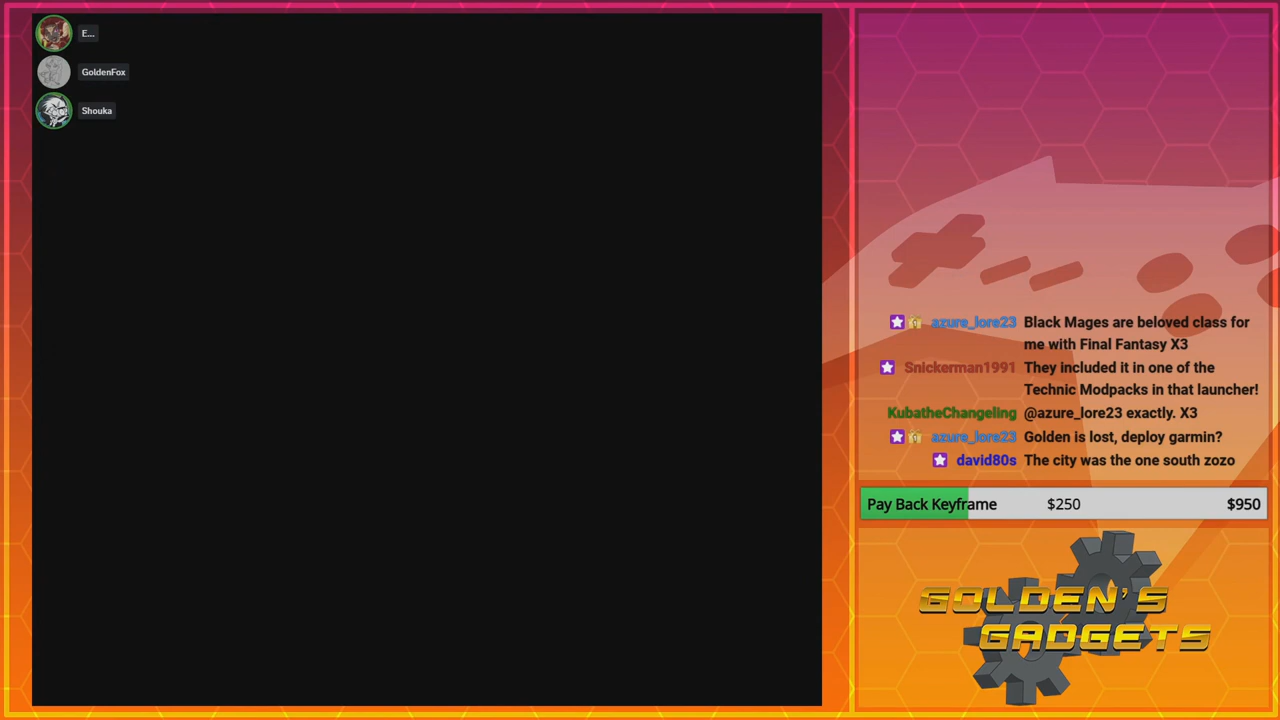 E...
GoldenFox
Shouka
azure_lore23 Black Mages are beloved class for
me with Final Fantasy X3
Snickerman1991 They included it in one of the
Technic Modpacks in that launcher!
KubatheChangeling @azure_lore23 exactly. X3
azure_lore23 Golden is lost, deploy garmin?
david80s The city was the one south zozo
Pay Back Keyframe $250 $950
GOLDEN'S
GADGETS